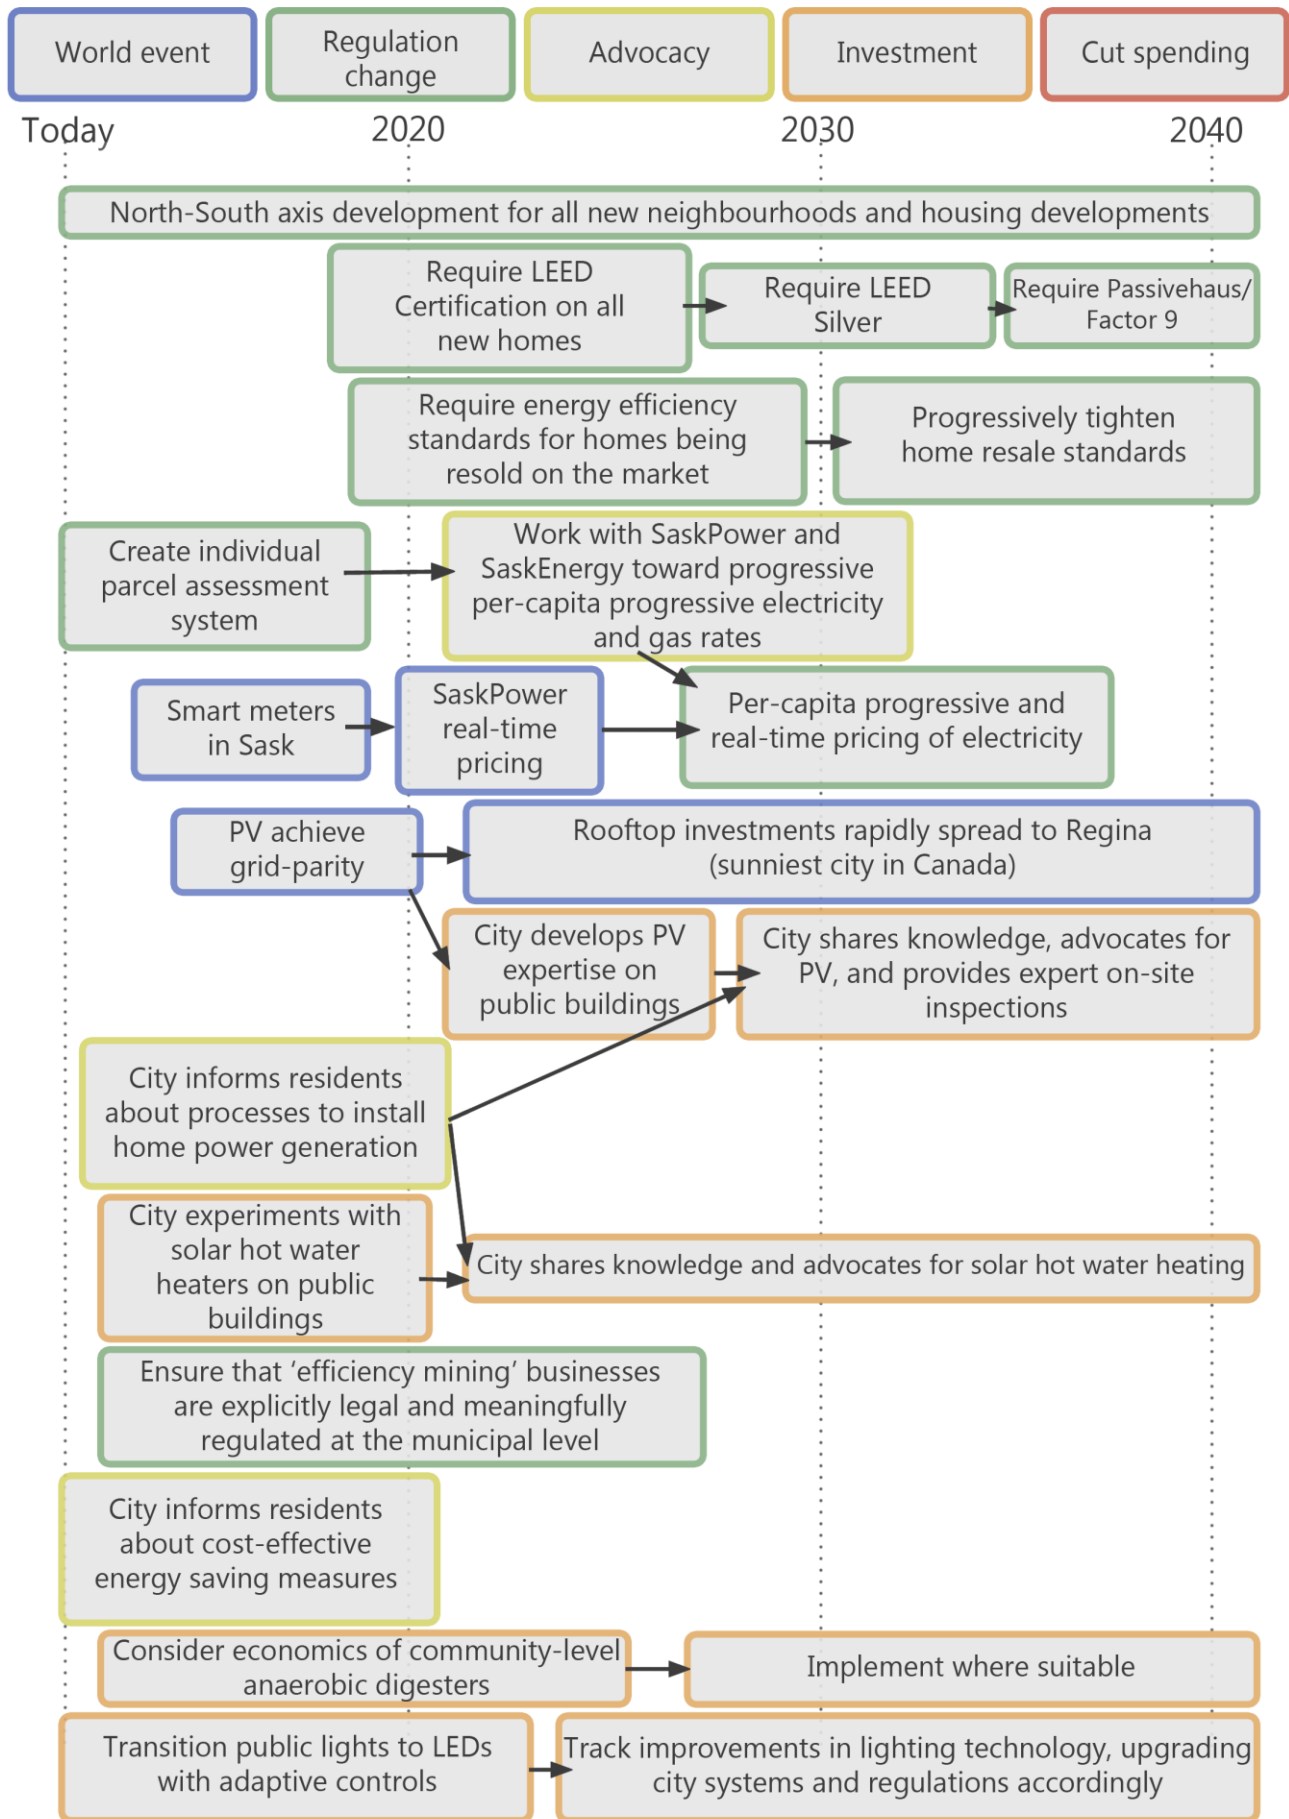 World event
Regulation
change
Advocacy
Investment
Cut spending
Today
2020
2030
2040
North-South axis development for all new neighbourhoods and housing developments
Require LEED
Certification on all
new homes
Require LEED
Silver
Require Passivehaus/
Factor 9
Require energy efficiency
standards for homes being
resold on the market
Progressively tighten
home resale standards
Create individual
parcel assessment
system
Work with SaskPower and
SaskEnergy toward progressive
per-capita progressive electricity
and gas rates
Smart meters
in Sask
SaskPower
real-time
pricing
Per-capita progressive and
real-time pricing of electricity
PV achieve
grid-parity
Rooftop investments rapidly spread to Regina
(sunniest city in Canada)
City develops PV
expertise on
public buildings
City shares knowledge, advocates for
PV, and provides expert on-site
inspections
City informs residents
about processes to install
home power generation
City experiments with
solar hot water
heaters on public
buildings
City shares knowledge and advocates for solar hot water heating
Ensure that ‘efficiency mining’ businesses
are explicitly legal and meaningfully
regulated at the municipal level
City informs residents
about cost-effective
energy saving measures
Consider economics of community-level
anaerobic digesters
Implement where suitable
Transition public lights to LEDs
with adaptive controls
Track improvements in lighting technology, upgrading
city systems and regulations accordingly